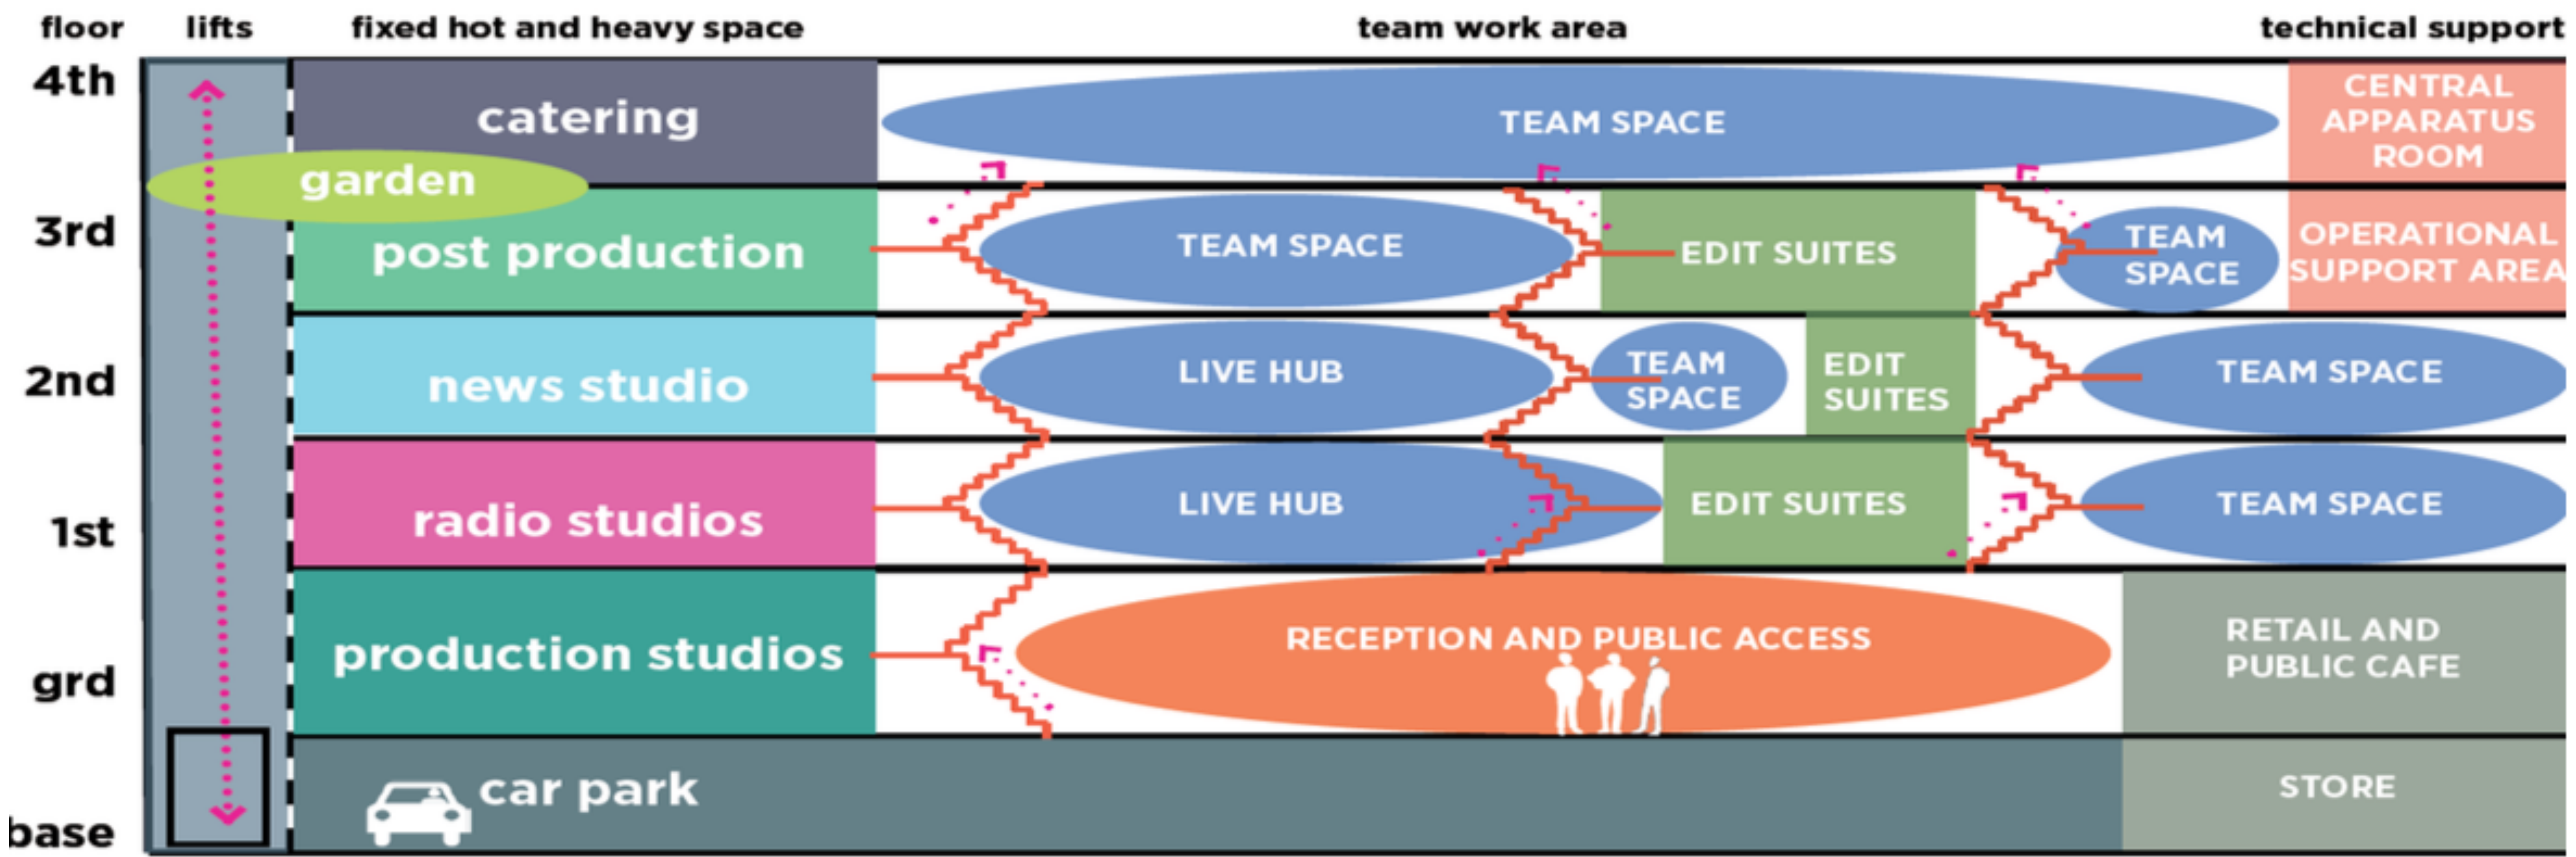 floor lifts fixed hot and heavy space team work area technical support
4th
catering
TEAM SPACE
CENTRAL
APPARATUS
ROOM
garden
3rd
post production
TEAM SPACE
EDIT SUITES
TEAM
SPACE
OPERATIONAL
SUPPORT AREA
2nd
news studio
LIVE HUB
TEAM
SPACE
EDIT
SUITES
TEAM SPACE
1st
radio studios
LIVE HUB
EDIT SUITES
TEAM SPACE
grd
production studios
RECEPTION AND PUBLIC ACCESS
RETAIL AND
PUBLIC CAFE
base
car park
STORE